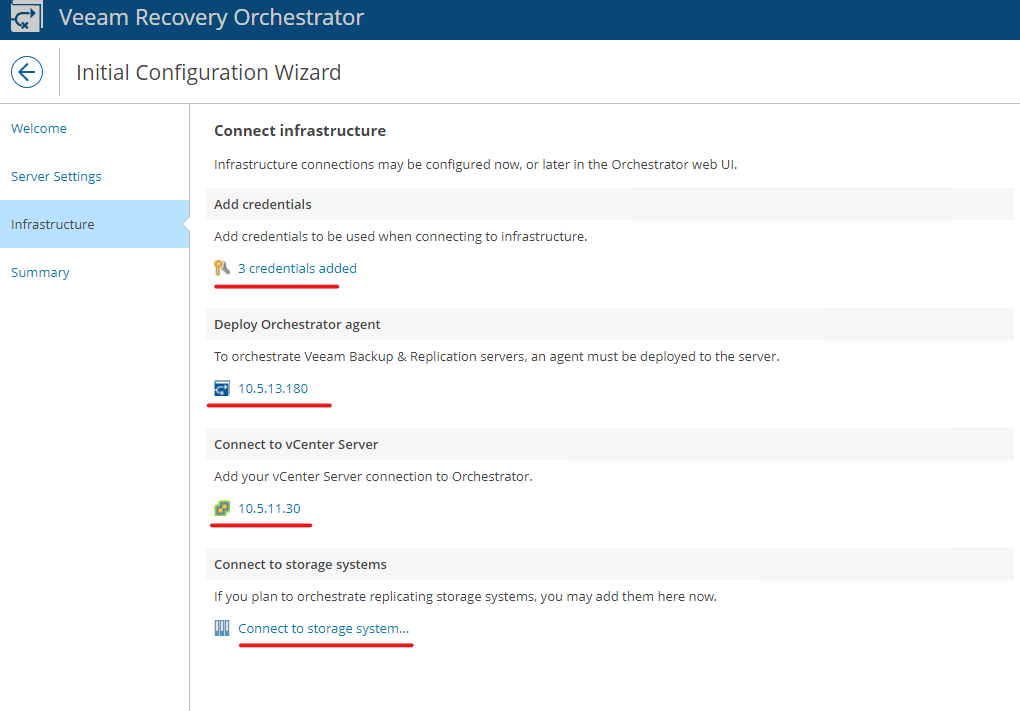 Veeam Recovery Orchestrator
Initial Configuration Wizard
Welcome
Server Settings
Infrastructure
Summary
Connect infrastructure
Infrastructure connections may be configured now, or later in the Orchestrator web UI.
Add credentials
Add credentials to be used when connecting to infrastructure.
3 credentials added
Deploy Orchestrator agent
To orchestrate Veeam Backup & Replication servers, an agent must be deployed to the server.
10.5.13.180
Connect to vCenter Server
Add your vCenter Server connection to Orchestrator.
10.5.11.30
Connect to storage systems
If you plan to orchestrate replicating storage systems, you may add them here now.
Connect to storage system...